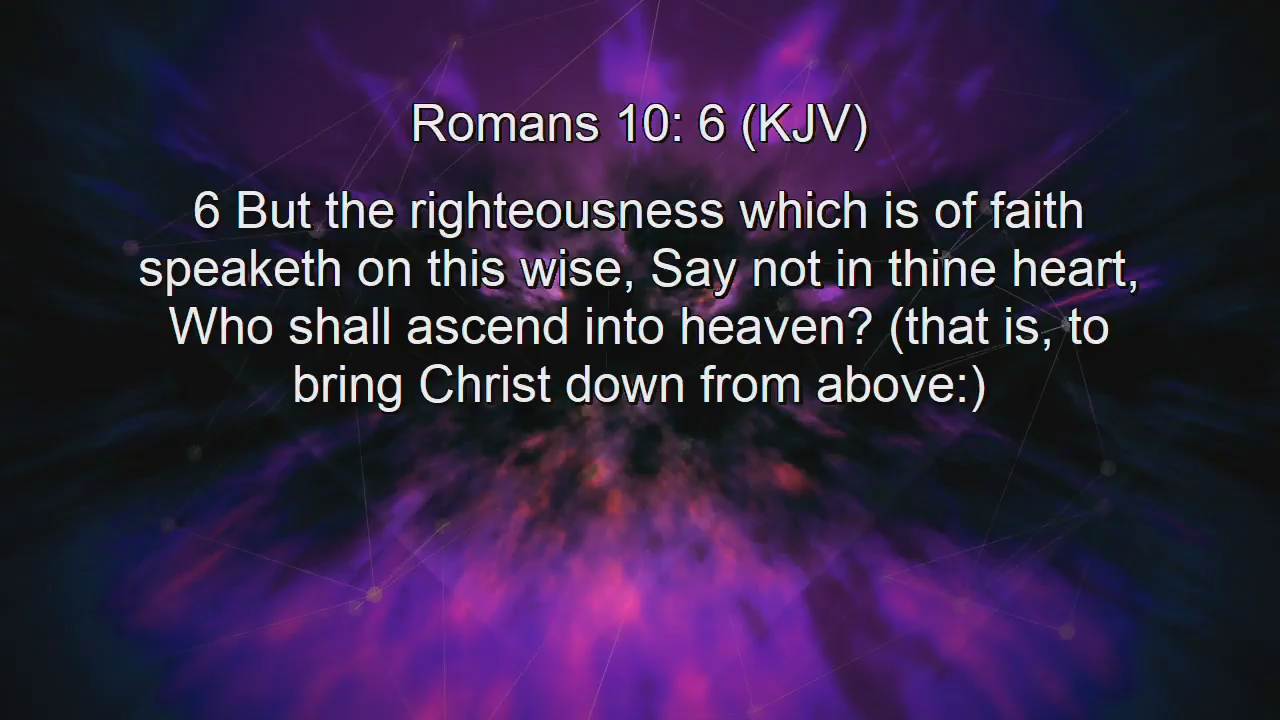 Romans 10: 6 (KJV)
6 But the righteousness which is of faith
speaketh on this wise, Say not in thine heart,
Who shall ascend into heaven? (that is, to
bring Christ down from above:)